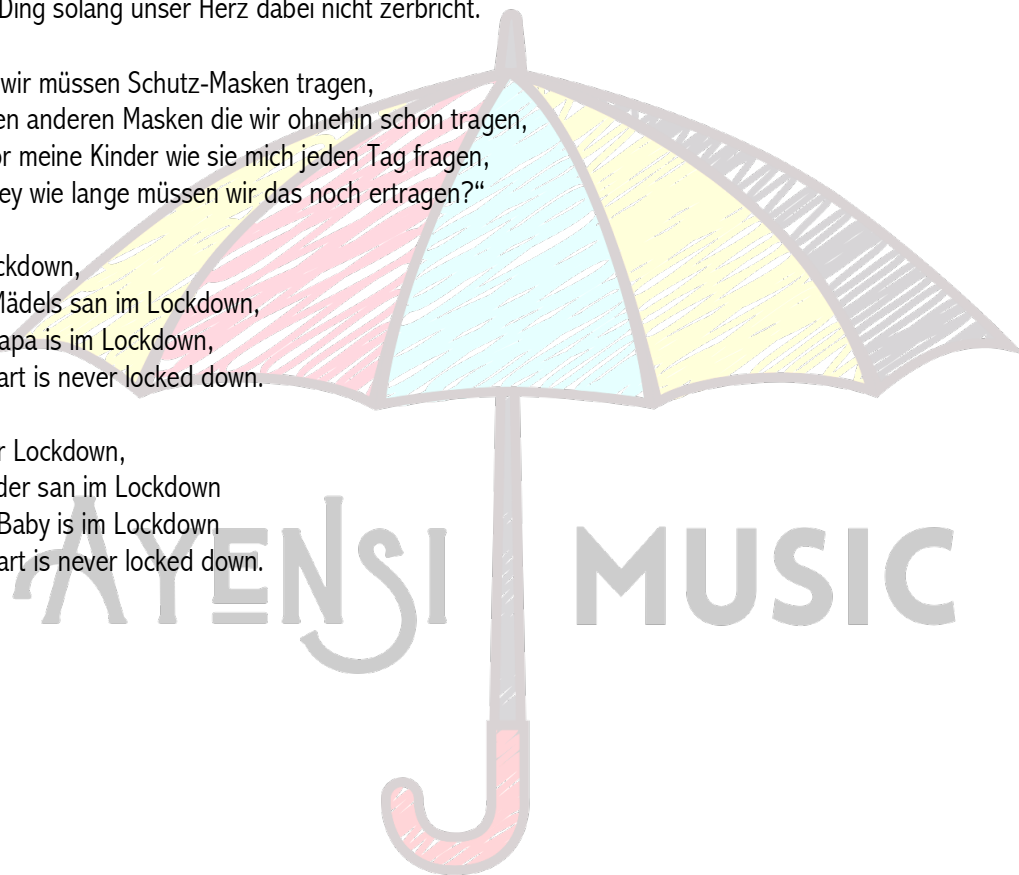 Ding solang unser Herz dabei nicht zerbricht.
wir müssen Schutz-Masken tragen,
en anderen Masken die wir ohnehin schon tragen,
or meine Kinder wie sie mich jeden Tag fragen,
ey wie lange müssen wir das noch ertragen?“
ckdown,
Mädels san im Lockdown,
apa is im Lockdown,
art is never locked down.
r Lockdown,
der san im Lockdown
Baby is im Lockdown
art is never locked down.
AYENSI MUSIC